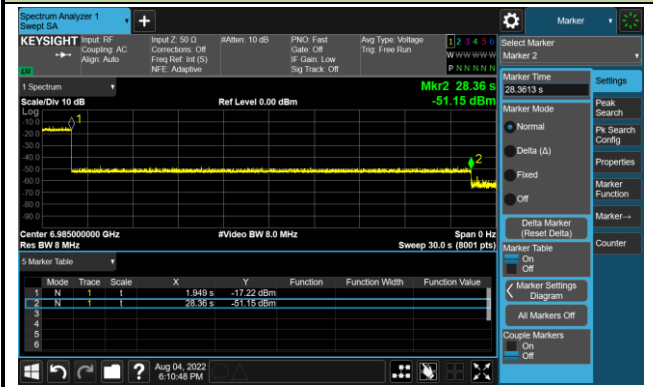 Spectrum Analyzer 1
Swept SA
+
Marker
KEYSIGHT
Input: RF
Coupling: AC
Align: Auto
Input Z: 50 Ω
Corrections: Off
Freq Ref: Int (S)
NFE: Adaptive
#Atten: 10 dB
PNO: Fast
Gate: Off
IF Gain: Low
Sig Track: Off
Avg Type: Voltage
Trig: Free Run
1 2 3 4 5 6
W W W W W W
P N N N N N
Select Marker
Marker 2
Marker Time
28.3613 s
Marker Mode
Normal
Delta (Δ)
Fixed
Off
Delta Marker
(Reset Delta)
Marker Table
On
Off
Marker Settings
Diagram
All Markers Off
Couple Markers
On
Off
Settings
Peak
Search
Pk Search
Config
Properties
Marker
Function
Marker→
Counter
1 Spectrum
Scale/Div 10 dB
Ref Level 0.00 dBm
Mkr2 28.36 s
-51.15 dBm
Log
-10.0
-20.0
-30.0
-40.0
-50.0
-60.0
-70.0
-80.0
-90.0
1
2
Center 6.985000000 GHz
#Video BW 8.0 MHz
Span 0 Hz
Res BW 8 MHz
Sweep 30.0 s (8001 pts)
5 Marker Table
Mode Trace Scale X Y Function Function Width Function Value
1 N 1 t 1.949 s -17.22 dBm
2 N 1 t 28.36 s -51.15 dBm
3
4
5
6
?
Aug 04, 2022
6:10:48 PM